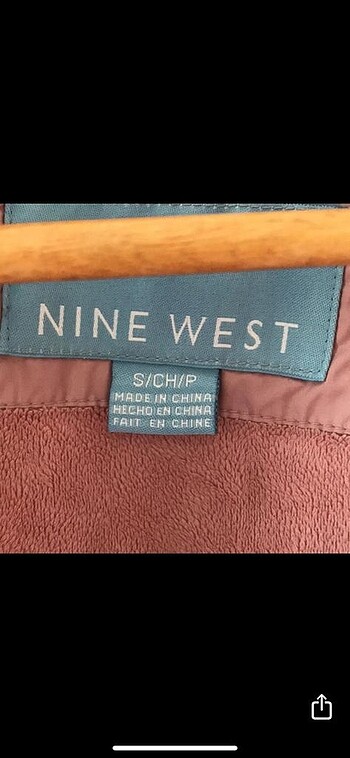 NINE WEST
S/CH/P
MADE IN CHINA
HECHO EN CHINA
FAIT EN CHINE